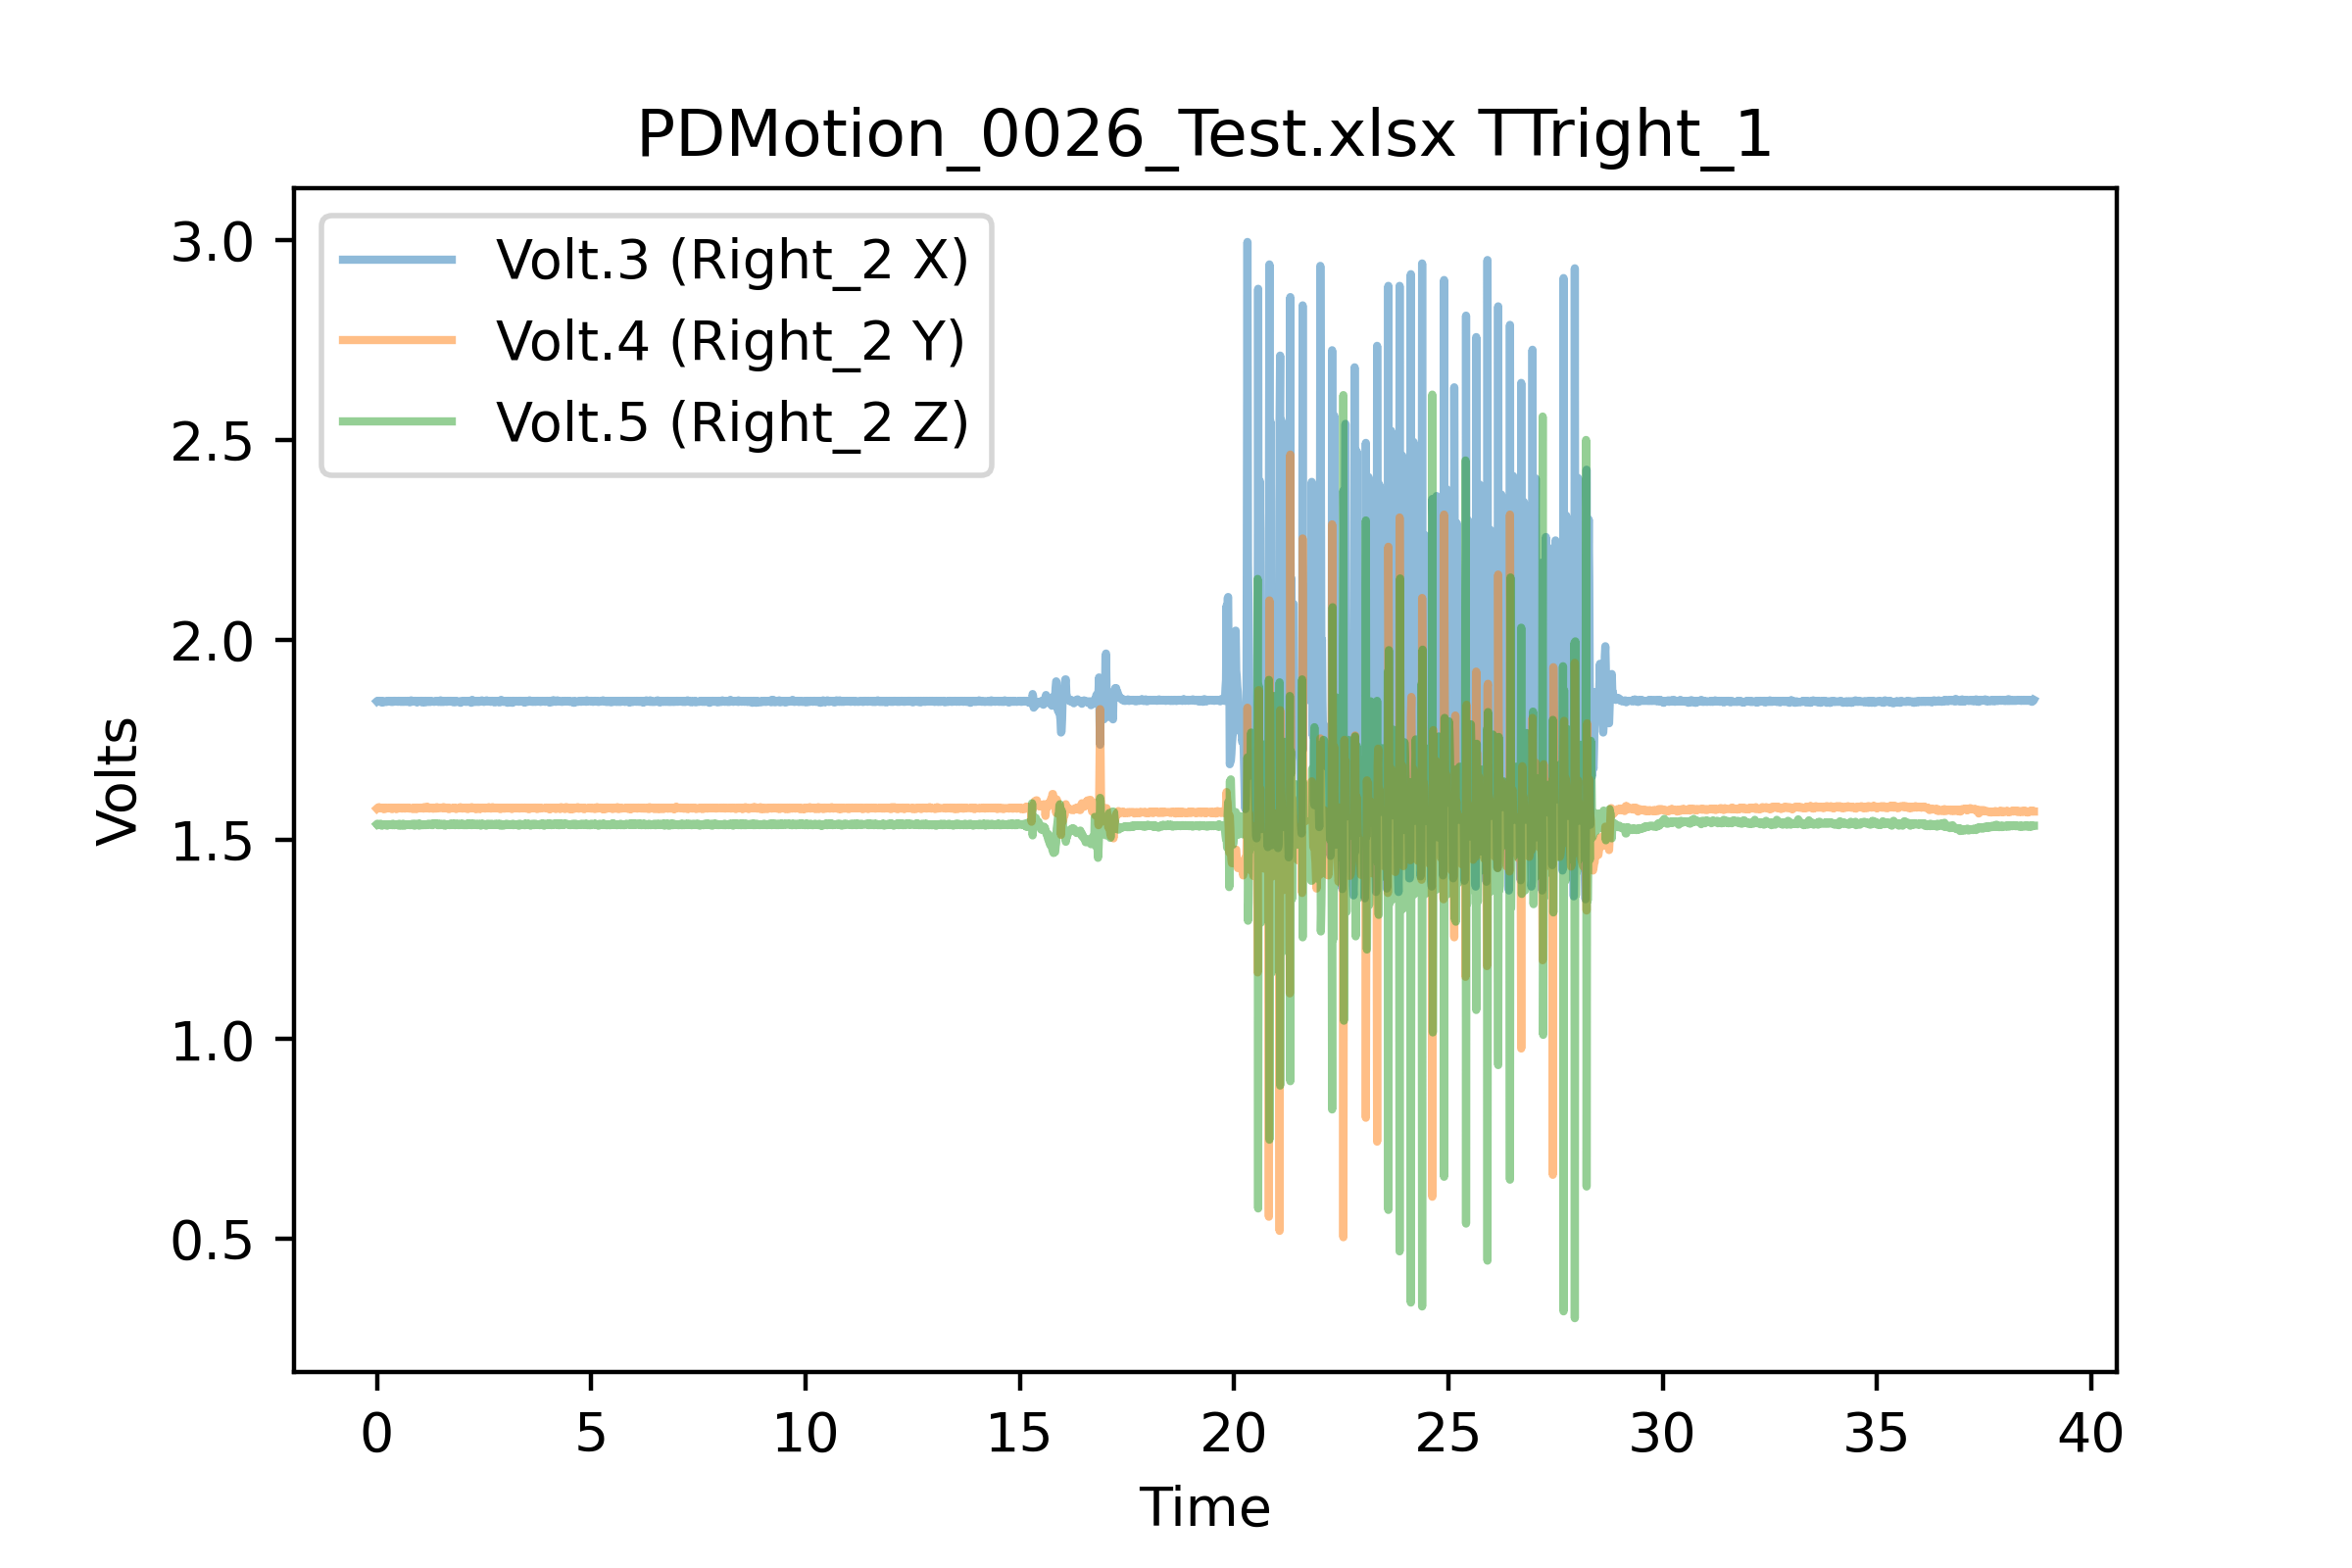 PDMotion_0026_Test.xlsx TTright_1
Volt.3 (Right_2 X)
Volt.4 (Right_2 Y)
Volt.5 (Right_2 Z)
3.0
2.5
2.0
1.5
1.0
0.5
Volts
0 5 10 15 20 25 30 35 40
Time